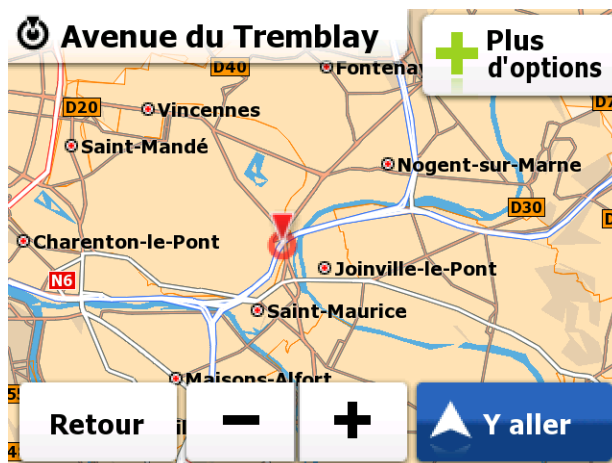 Avenue du Tremblay
Plus
d'options
D40
Fontenay
D20
Vincennes
Saint-Mandé
Nogent-sur-Marne
D30
Charenton-le-Pont
N6
Joinville-le-Pont
Saint-Maurice
Maisons-Alfort
Retour
Y aller